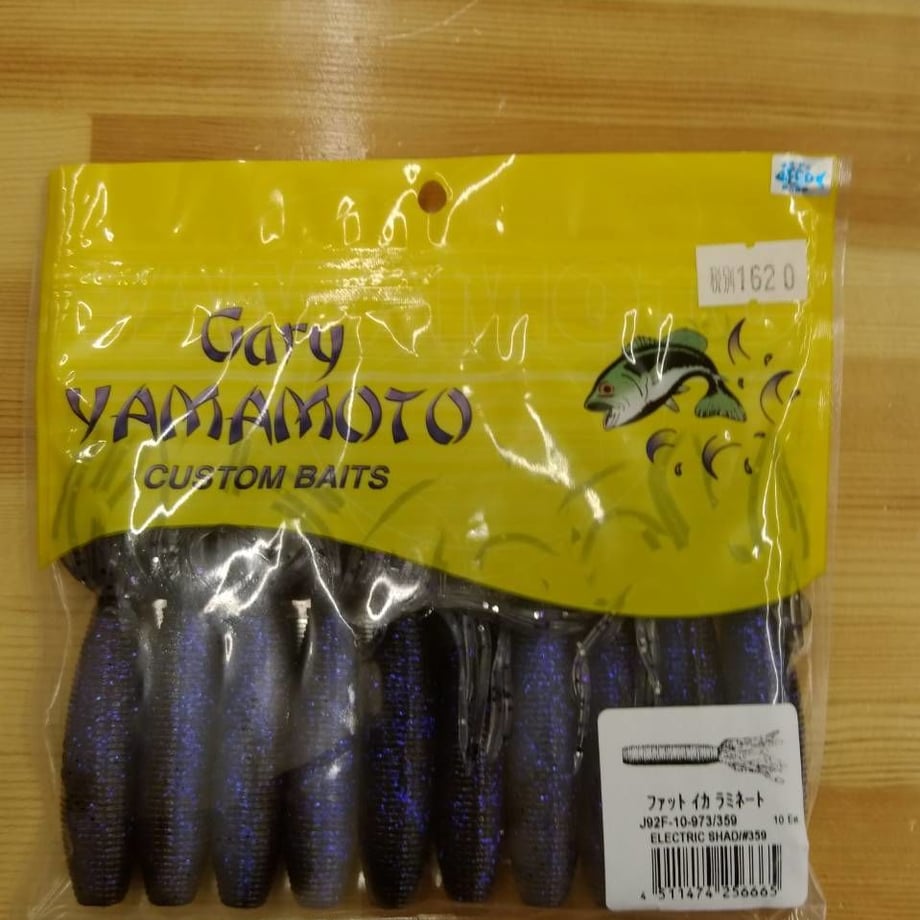 税別1620
Gary
YAMAMOTO
CUSTOM BAITS
ファット イカ ラミネート
J92F-10-973/359 10 Ea
ELECTRIC SHAD/#359
4 511474 256665